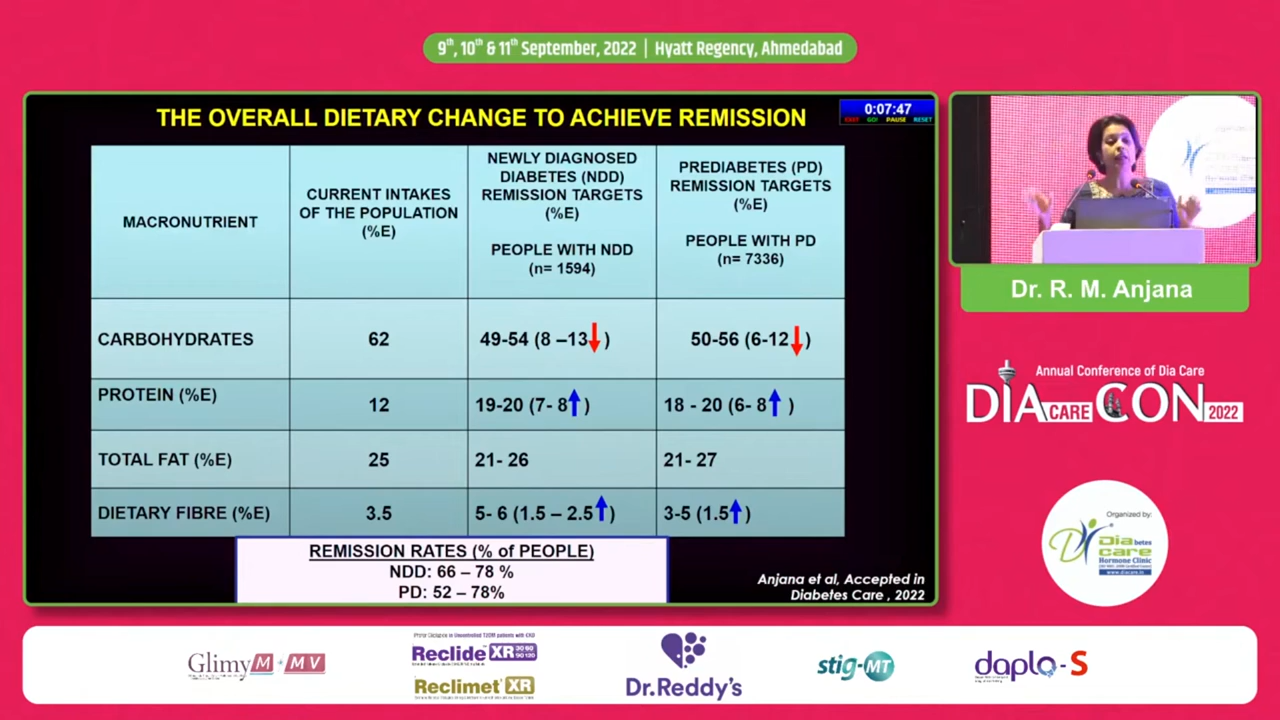 9th, 10th & 11th September, 2022 | Hyatt Regency, Ahmedabad
THE OVERALL DIETARY CHANGE TO ACHIEVE REMISSION
0:07:47
GO! PAUSE RESET
MACRONUTRIENT
CURRENT INTAKES
OF THE POPULATION
(%E)
NEWLY DIAGNOSED
DIABETES (NDD)
REMISSION TARGETS
(%E)
PEOPLE WITH NDD
(n= 1594)
PREDIABETES (PD)
REMISSION TARGETS
(%E)
PEOPLE WITH PD
(n= 7336)
CARBOHYDRATES
62
49-54 (8 –13↓ )
50-56 (6-12↓ )
PROTEIN (%E)
12
19-20 (7- 8↑ )
18 - 20 (6- 8↑ )
TOTAL FAT (%E)
25
21- 26
21- 27
DIETARY FIBRE (%E)
3.5
5- 6 (1.5 – 2.5↑ )
3-5 (1.5↑ )
REMISSION RATES (% of PEOPLE)
NDD: 66 – 78 %
PD: 52 – 78%
Anjana et al, Accepted in
Diabetes Care , 2022
Dr. R. M. Anjana
Annual Conference of Dia Care
DIA CARE CON 2022
Organized by:
Dia betes
care
Hormone Clinic
www.diacare.in
Glimy M - MV
Reclide XR 30 60 90 120
Reclimet XR
Dr.Reddy's
stig-MT
daplo-S